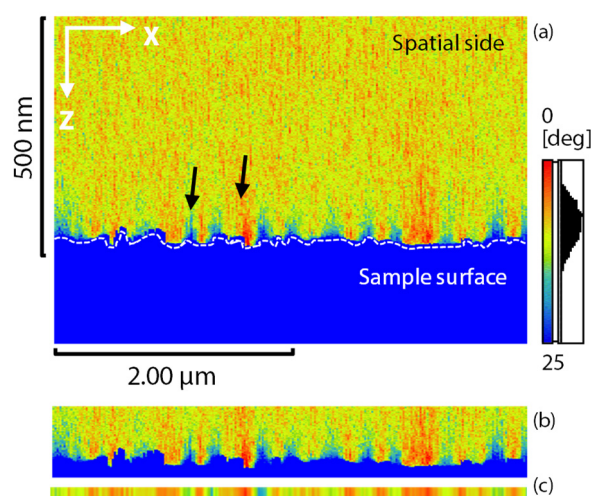 (a)
Spatial side
X
Z
500 nm
0
[deg]
Sample surface
25
2.00 μm
(b)
(c)